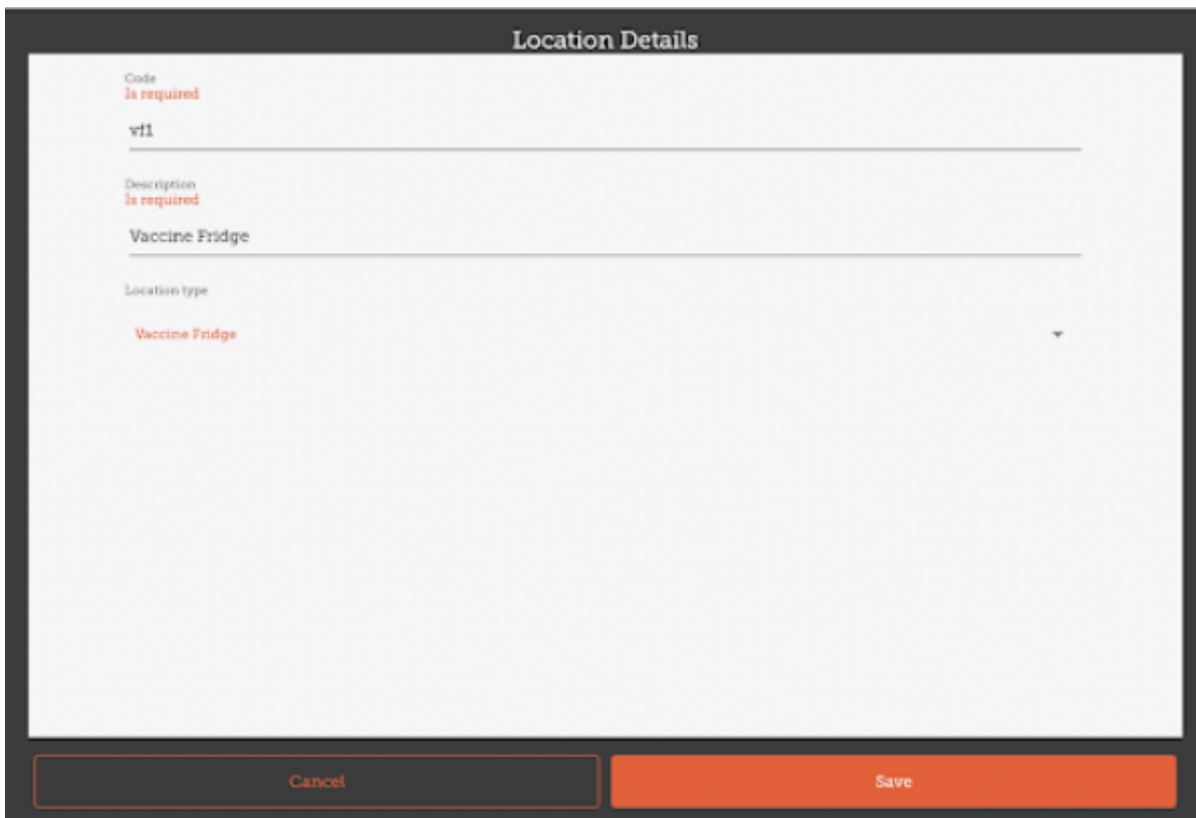 Location Details
Code
Is required
vf1
Description
Is required
Vaccine Fridge
Location type
Vaccine Fridge
Cancel
Save